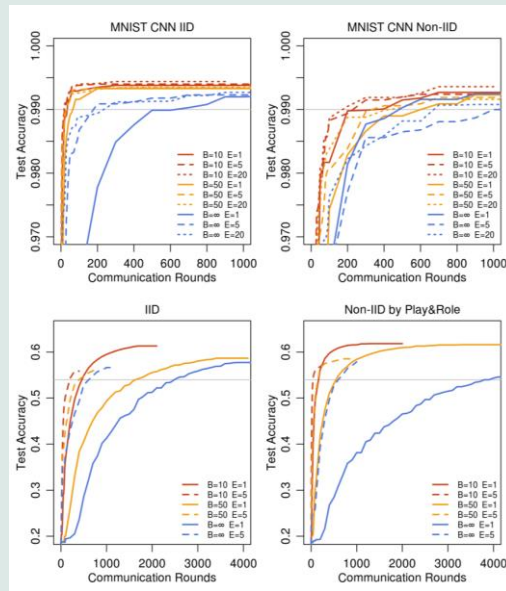 MNIST CNN IID
Test Accuracy
0.970 0.980 0.990 1.000
B=10 E=1
B=10 E=5
B=10 E=20
B=50 E=1
B=50 E=5
B=50 E=20
B=∞ E=1
B=∞ E=5
B=∞ E=20
0 200 400 600 800 1000
Communication Rounds
MNIST CNN Non-IID
Test Accuracy
0.970 0.980 0.990 1.000
B=10 E=1
B=10 E=5
B=10 E=20
B=50 E=1
B=50 E=5
B=50 E=20
B=∞ E=1
B=∞ E=5
B=∞ E=20
0 200 400 600 800 1000
Communication Rounds
IID
Test Accuracy
0.2 0.3 0.4 0.5 0.6
B=10 E=1
B=10 E=5
B=50 E=1
B=50 E=5
B=∞ E=1
B=∞ E=5
0 1000 2000 3000 4000
Communication Rounds
Non-IID by Play&Role
Test Accuracy
0.2 0.3 0.4 0.5 0.6
B=10 E=1
B=10 E=5
B=50 E=1
B=50 E=5
B=∞ E=1
B=∞ E=5
0 1000 2000 3000 4000
Communication Rounds